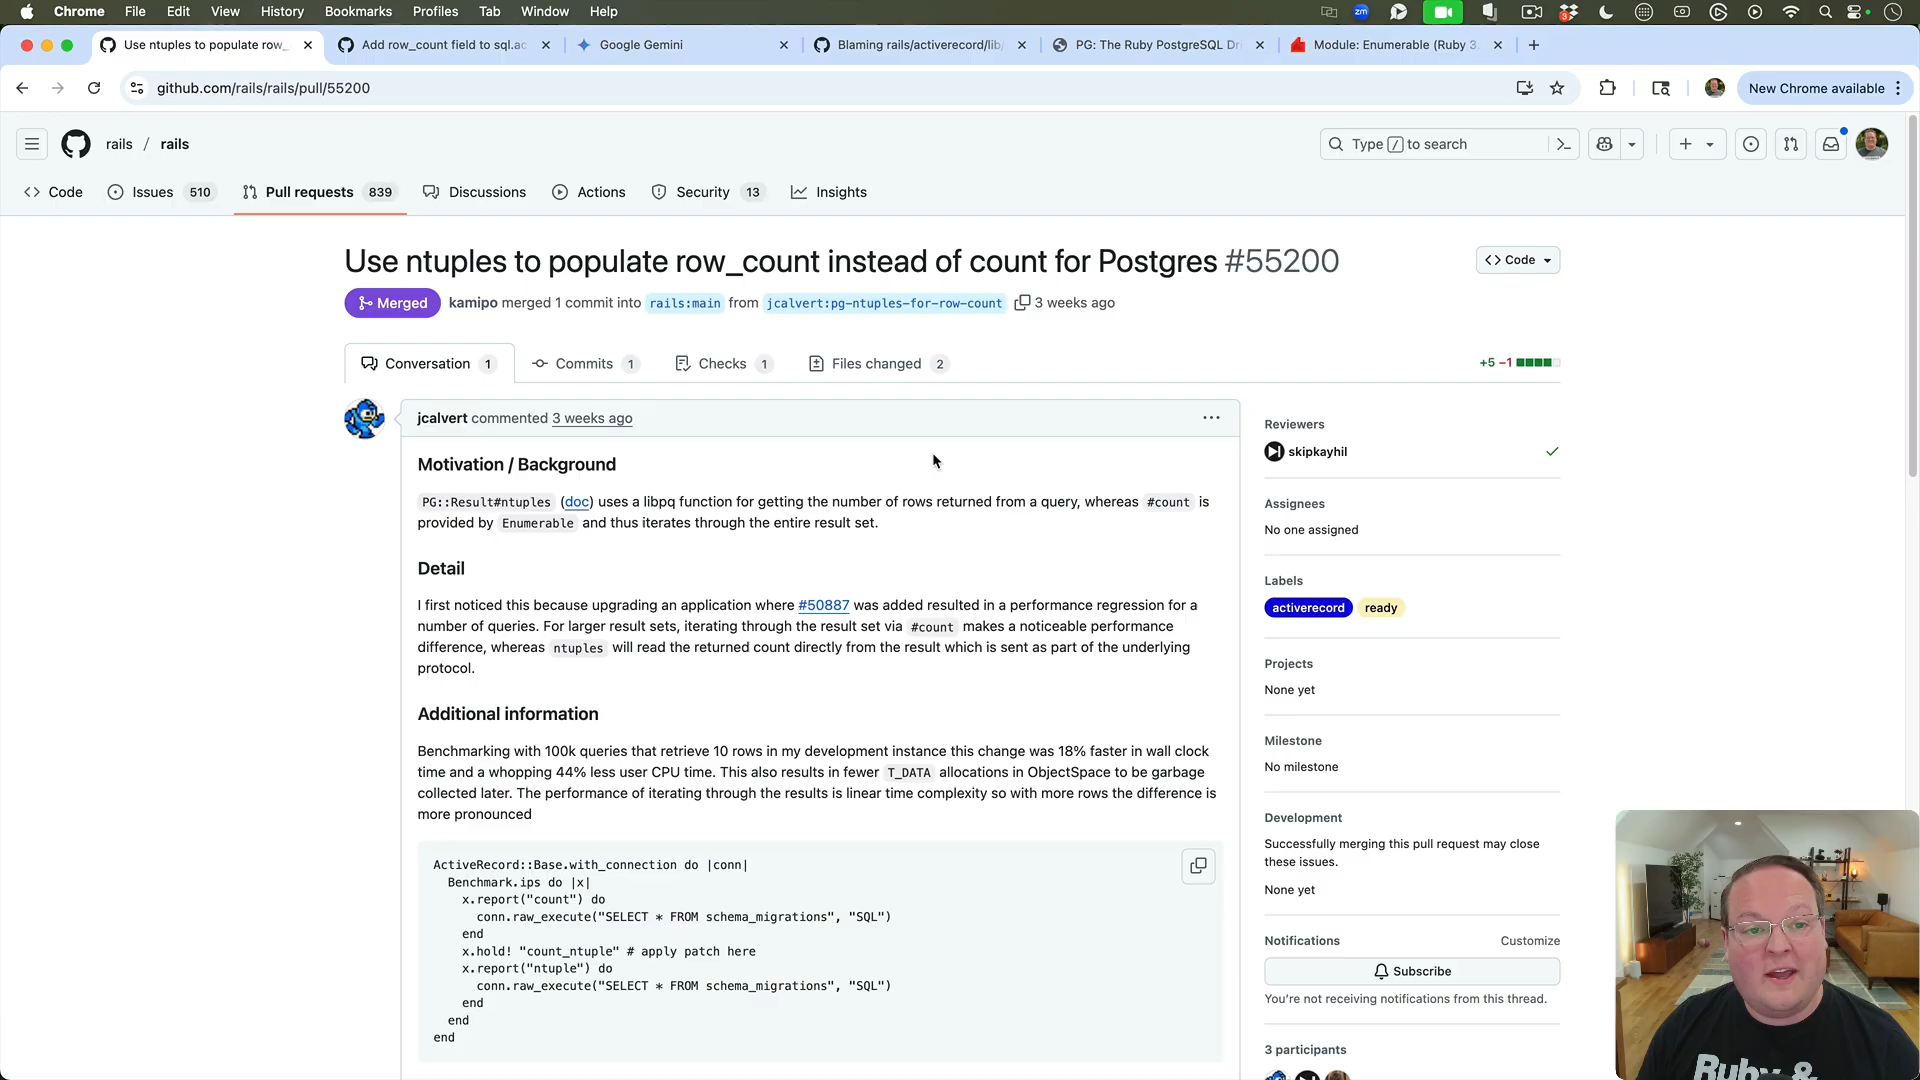 Chrome File Edit View History Bookmarks Profiles Tab Window Help
zm
3
Use ntuples to populate row_
Add row_count field to sql.ac
Google Gemini
Blaming rails/activerecord/lib/
PG: The Ruby PostgreSQL Dri
Module: Enumerable (Ruby 3.
github.com/rails/rails/pull/55200
New Chrome available
rails / rails
Type / to search
Code
Issues 510
Pull requests 839
Discussions
Actions
Security 13
Insights
Use ntuples to populate row_count instead of count for Postgres #55200
Code
Merged
kamipo merged 1 commit into rails:main from jcalvert:pg-ntuples-for-row-count 3 weeks ago
Conversation 1
Commits 1
Checks 1
Files changed 2
+5 −1
jcalvert commented 3 weeks ago
Motivation / Background
PG::Result#ntuples (doc) uses a libpq function for getting the number of rows returned from a query, whereas #count is
provided by Enumerable and thus iterates through the entire result set.
Detail
I first noticed this because upgrading an application where #50887 was added resulted in a performance regression for a
number of queries. For larger result sets, iterating through the result set via #count makes a noticeable performance
difference, whereas ntuples will read the returned count directly from the result which is sent as part of the underlying
protocol.
Additional information
Benchmarking with 100k queries that retrieve 10 rows in my development instance this change was 18% faster in wall clock
time and a whopping 44% less user CPU time. This also results in fewer T_DATA allocations in ObjectSpace to be garbage
collected later. The performance of iterating through the results is linear time complexity so with more rows the difference is
more pronounced
ActiveRecord::Base.with_connection do |conn|
Benchmark.ips do |x|
x.report("count") do
conn.raw_execute("SELECT * FROM schema_migrations", "SQL")
end
x.hold! "count_ntuple" # apply patch here
x.report("ntuple") do
conn.raw_execute("SELECT * FROM schema_migrations", "SQL")
end
end
end
Reviewers
skipkayhil
Assignees
No one assigned
Labels
activerecord ready
Projects
None yet
Milestone
No milestone
Development
Successfully merging this pull request may close
these issues.
None yet
Notifications
Customize
Subscribe
You're not receiving notifications from this thread.
3 participants
Ruby &